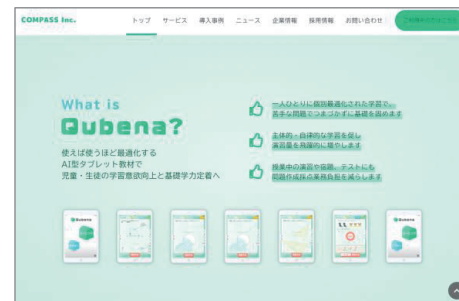 COMPASS Inc.
トップ サービス 導入事例 ニュース 企業情報 採用情報 お問い合わせ
What is
Qubena?
使えば使うほど最適化する
AI型タブレット教材で
児童・生徒の学習意欲向上と基礎学力定着へ
一人ひとりに個別最適化された学習で、
苦手な問題でつまづかずに基礎を固めます
主体的・自律的な学習を促し
演習量を飛躍的に増やします
授業中の演習や宿題、テストにも
問題作成採点業務負担を減らします
Qubena
Qubena